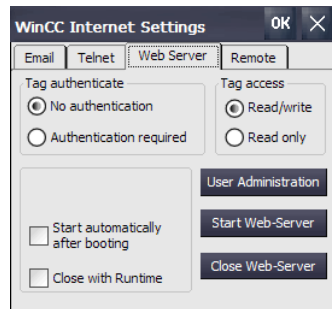 WinCC Internet Settings OK
Email Telnet Web Server Remote
Tag authenticate
No authentication
Authentication required
Tag access
Read/write
Read only
User Administration
Start automatically
after booting
Start Web-Server
Close with Runtime
Close Web-Server